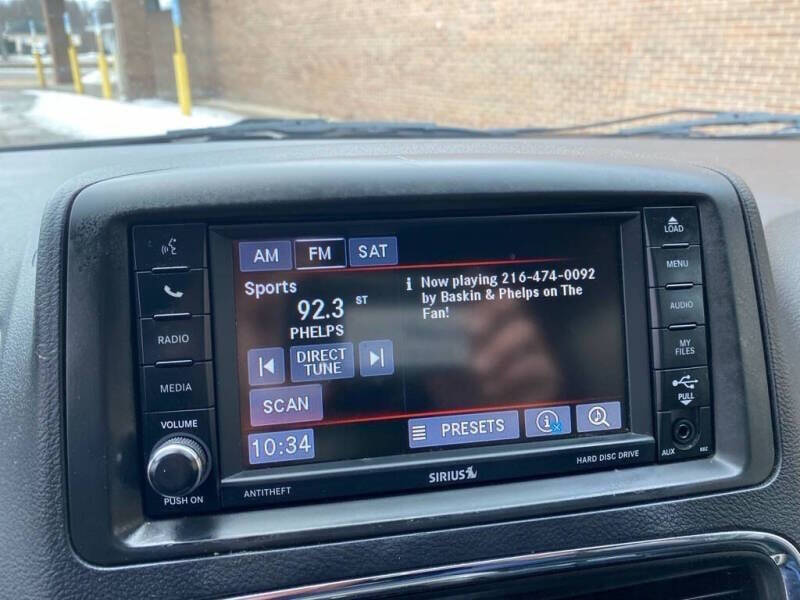 LOAD
AM FM SAT
MENU
Sports
i Now playing 216-474-0092
by Baskin & Phelps on The
Fan!
92.3 ST
PHELPS
AUDIO
RADIO
MY
FILES
DIRECT
TUNE
MEDIA
PULL
SCAN
VOLUME
PRESETS
10:34
AUX
PUSH ON
ANTITHEFT
SIRIUS
HARD DISC DRIVE